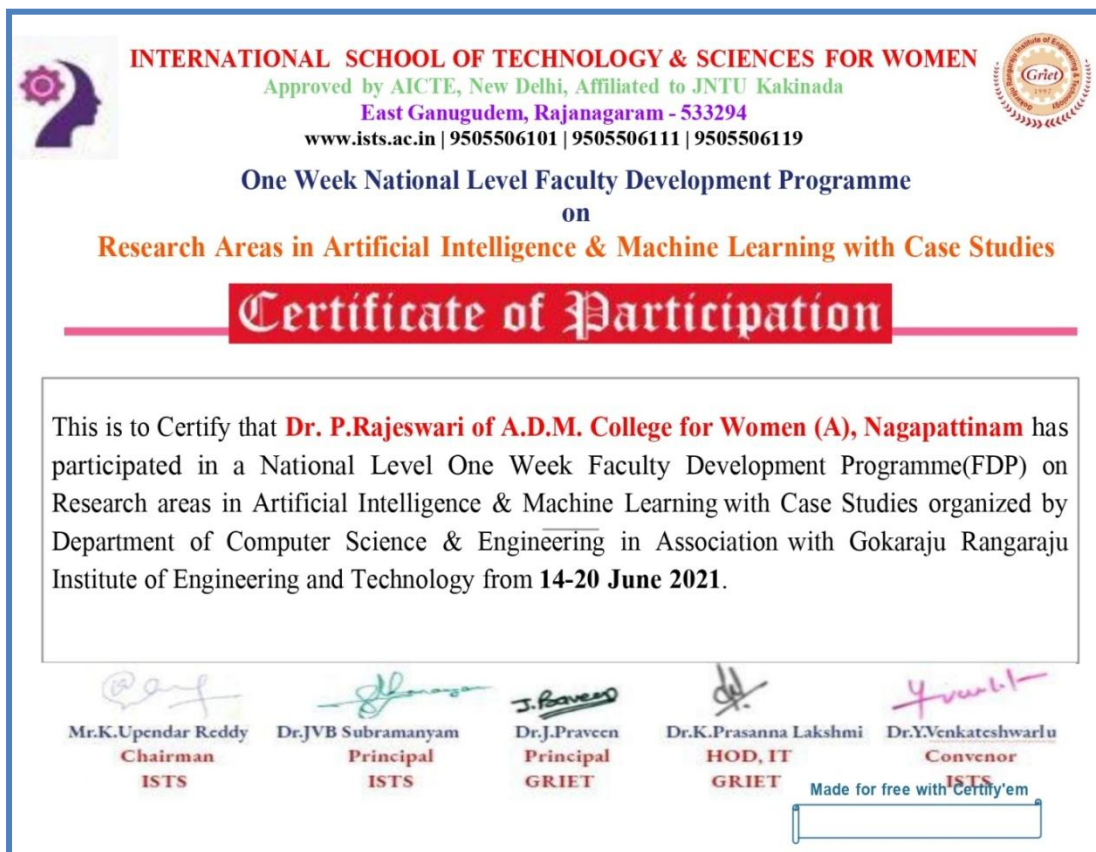 INTERNATIONAL SCHOOL OF TECHNOLOGY & SCIENCES FOR WOMEN
Approved by AICTE, New Delhi, Affiliated to JNTU Kakinada
East Ganugudem, Rajanagaram - 533294
www.ists.ac.in | 9505506101 | 9505506111 | 9505506119
Gokaraju Rangaraju Institute of Engineering & Technology
Griet
1997
One Week National Level Faculty Development Programme
on
Research Areas in Artificial Intelligence & Machine Learning with Case Studies
Certificate of Participation
This is to Certify that Dr. P.Rajeswari of A.D.M. College for Women (A), Nagapattinam has
participated in a National Level One Week Faculty Development Programme(FDP) on
Research areas in Artificial Intelligence & Machine Learning with Case Studies organized by
Department of Computer Science & Engineering in Association with Gokaraju Rangaraju
Institute of Engineering and Technology from 14-20 June 2021.
J. Praveen
Mr.K.Upendar Reddy Dr.JVB Subramanyam Dr.J.Praveen Dr.K.Prasanna Lakshmi Dr.Y.Venkateshwarlu
Chairman Principal Principal HOD, IT Convenor
ISTS ISTS GRIET GRIET ISTS
Made for free with Certify'em